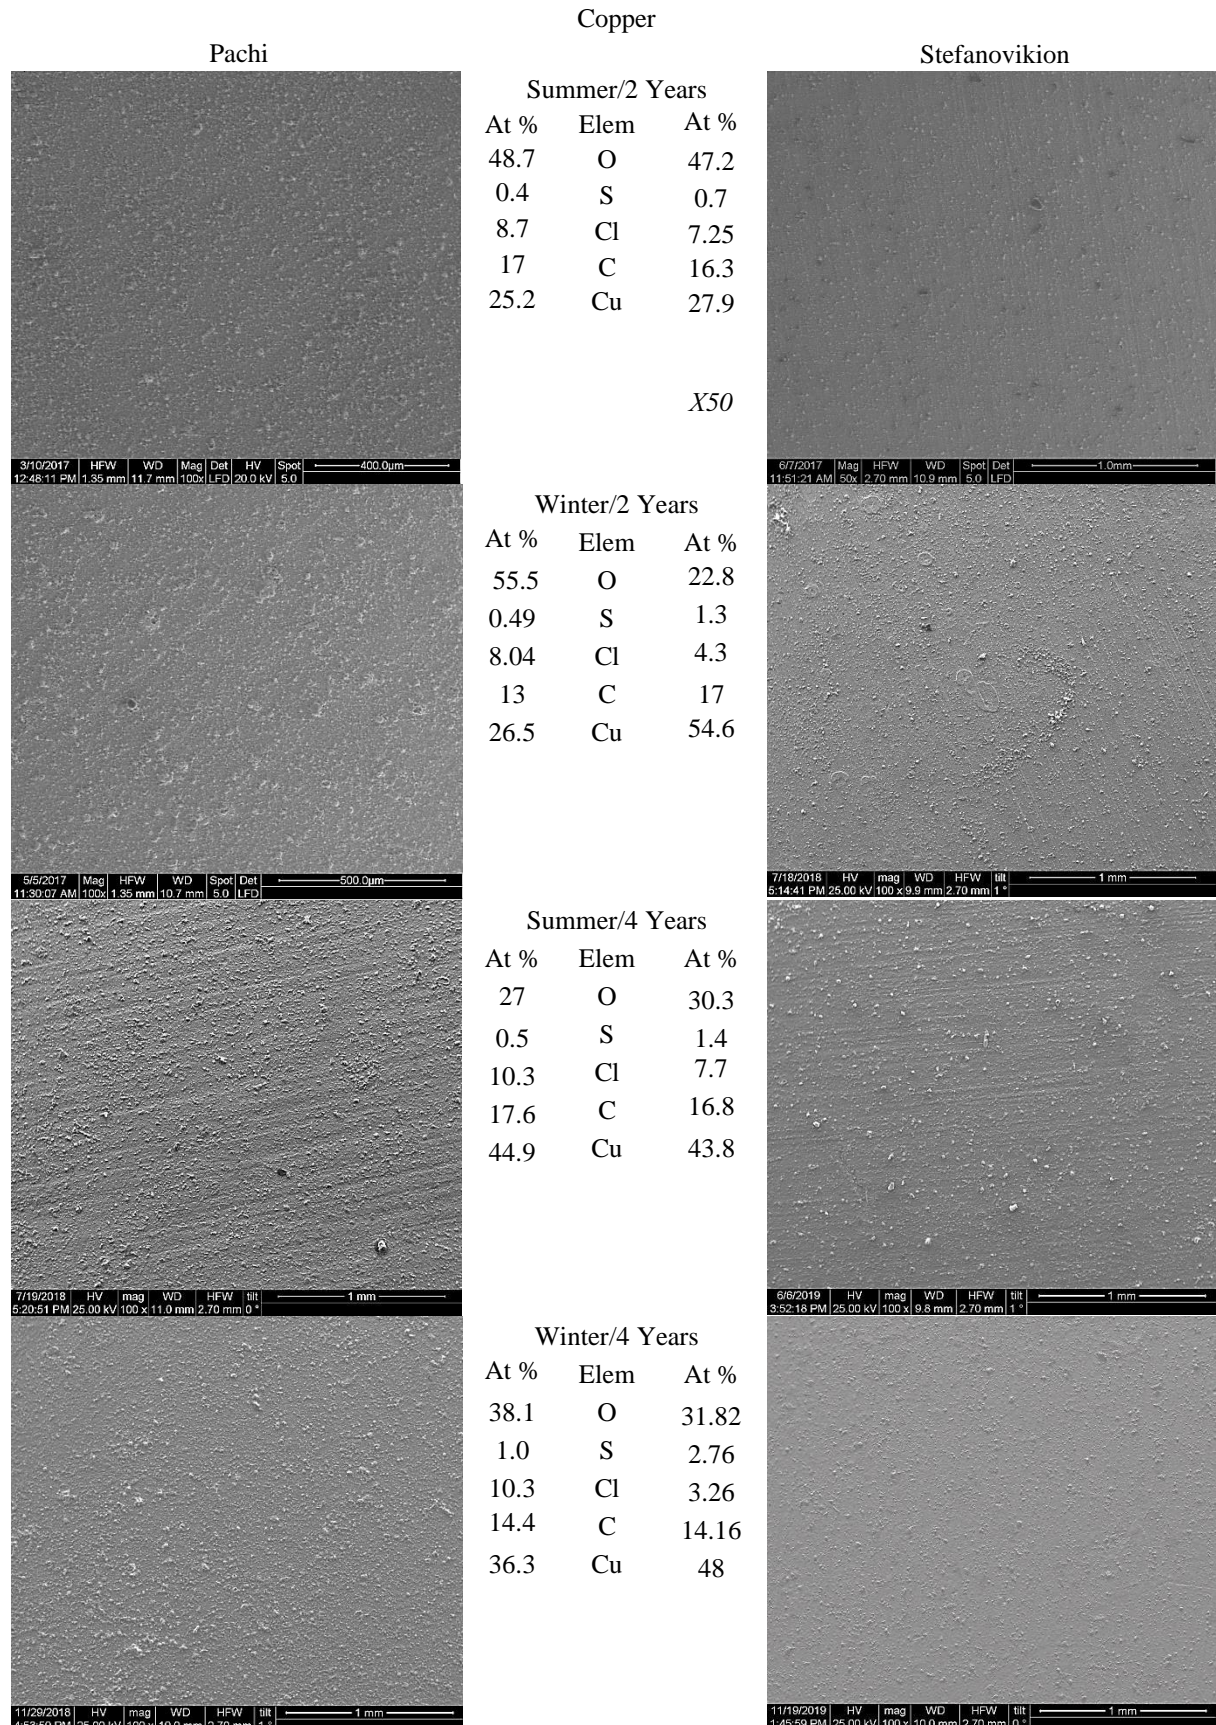 Copper
Pachi
Stefanovikion
Summer/2 Years
At % Elem At %
48.7 O 47.2
0.4 S 0.7
8.7 Cl 7.25
17 C 16.3
25.2 Cu 27.9
X50
3/10/2017 HFW WD Mag Det HV Spot 400.0µm
12:48:11 PM 1.35 mm 11.7 mm 100x LFD 20.0 kV 5.0
6/7/2017 Mag HFW WD Spot Det 1.0mm
11:51:21 AM 50x 2.70 mm 10.9 mm 5.0 LFD
Winter/2 Years
At % Elem At %
55.5 O 22.8
0.49 S 1.3
8.04 Cl 4.3
13 C 17
26.5 Cu 54.6
5/5/2017 Mag HFW WD Spot Det 500.0µm
11:30:07 AM 100x 1.35 mm 10.7 mm 5.0 LFD
7/18/2018 HV mag WD HFW tilt 1 mm
5:14:41 PM 25.00 kV 100 x 9.9 mm 2.70 mm 1 °
Summer/4 Years
At % Elem At %
27 O 30.3
0.5 S 1.4
10.3 Cl 7.7
17.6 C 16.8
44.9 Cu 43.8
7/19/2018 HV mag WD HFW tilt 1 mm
5:20:51 PM 25.00 kV 100 x 11.0 mm 2.70 mm 0 °
6/6/2019 HV mag WD HFW tilt 1 mm
3:52:18 PM 25.00 kV 100 x 9.8 mm 2.70 mm 1 °
Winter/4 Years
At % Elem At %
38.1 O 31.82
1.0 S 2.76
10.3 Cl 3.26
14.4 C 14.16
36.3 Cu 48
11/29/2018 HV mag WD HFW tilt 1 mm
4:53:59 PM 25.00 kV 100 x 10.0 mm 2.70 mm 1 °
11/19/2019 HV mag WD HFW tilt 1 mm
1:45:59 PM 25.00 kV 100 x 10.0 mm 2.70 mm 0 °